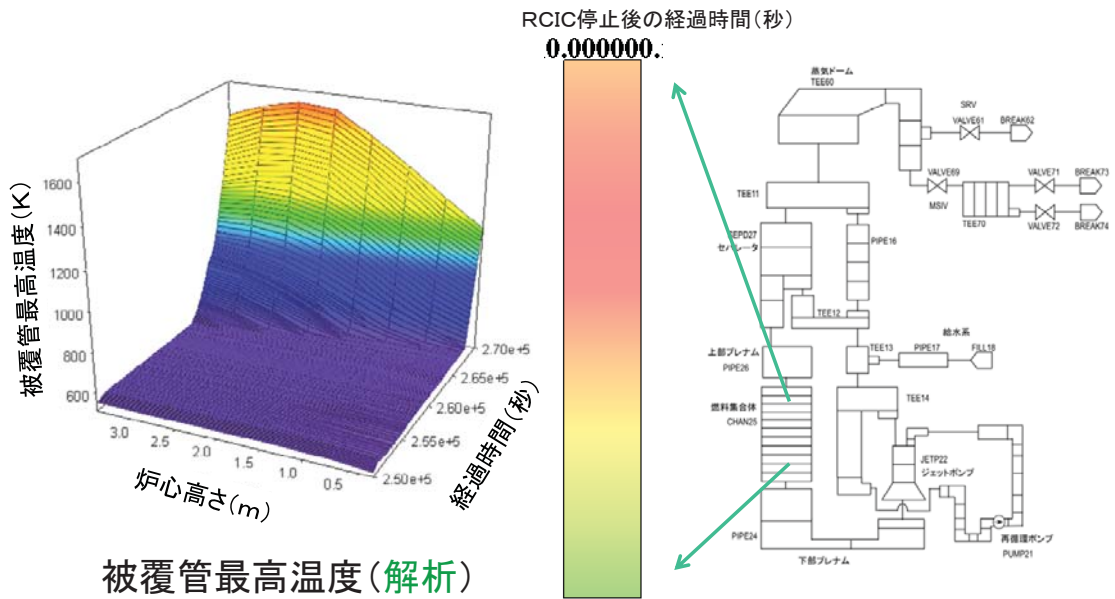 RCIC停止後の経過時間(秒)
0.000000.
被覆管最高温度(K)
1600
1400
1200
1000
800
600
3.0
2.5
2.0
1.5
1.0
0.5
炉心高さ(m)
2.70e+5
2.65e+5
2.60e+5
2.55e+5
2.50e+5
経過時間(秒)
被覆管最高温度(解析)
蒸気ドーム
TEE60
SRV
VALVE61
BREAK62
VALVE69
MSIV
VALVE71
BREAK73
TEE70
VALVE72
BREAK74
TEE11
SEPD27
セパレータ
PIPE16
TEE12
上部プレナム
PIPE26
TEE13
給水系
PIPE17
FILL18
燃料集合体
CHAN25
TEE14
JETP22
ジェットポンプ
PIPE24
下部プレナム
再循環ポンプ
PUMP21